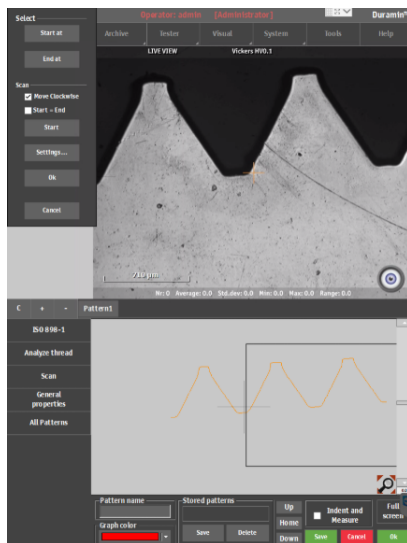 Select
Operator: admin [Administrator]
Duramin
Start at
Archive Tester Visual System Tools Help
LIVE VIEW Vickers HV0.1
End at
Scan
Move Clockwise
Start - End
Start
Settings...
Ok
Cancel
Nr: 0 Average: 0.0 Std.dev: 0.0 Min: 0.0 Max: 0.0 Range: 0.0
C + - Pattern1
ISO 898-1
Analyze thread
Scan
General
properties
All Patterns
Pattern name
Stored patterns
Up
Indent and
Measure
Full
screen
Home
Graph color
Save Delete
Down
Save Cancel Ok